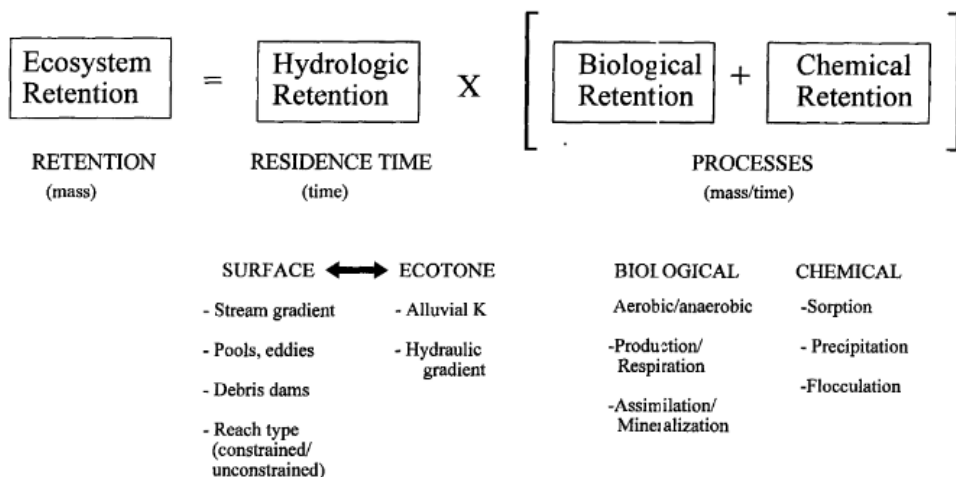 Ecosystem
Retention
=
Hydrologic
Retention
X
[
Biological
Retention
+
Chemical
Retention
]
RETENTION
(mass)
RESIDENCE TIME
(time)
PROCESSES
(mass/time)
SURFACE ↔ ECOTONE
- Stream gradient
- Pools, eddies
- Debris dams
- Reach type
(constrained/
unconstrained)
- Alluvial K
- Hydraulic
gradient
BIOLOGICAL
Aerobic/anaerobic
-Production/
Respiration
-Assimilation/
Mineralization
CHEMICAL
-Sorption
- Precipitation
-Flocculation